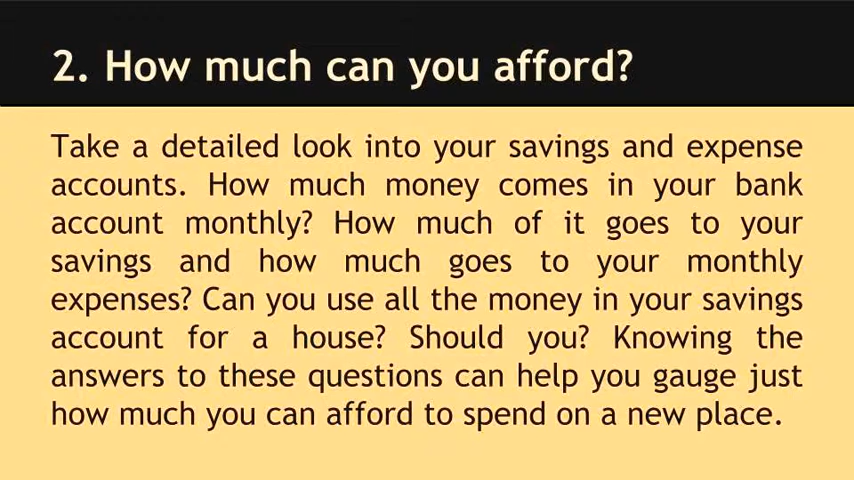 2. How much can you afford?
Take a detailed look into your savings and expense
accounts. How much money comes in your bank
account monthly? How much of it goes to your
savings and how much goes to your monthly
expenses? Can you use all the money in your savings
account for a house? Should you? Knowing the
answers to these questions can help you gauge just
how much you can afford to spend on a new place.